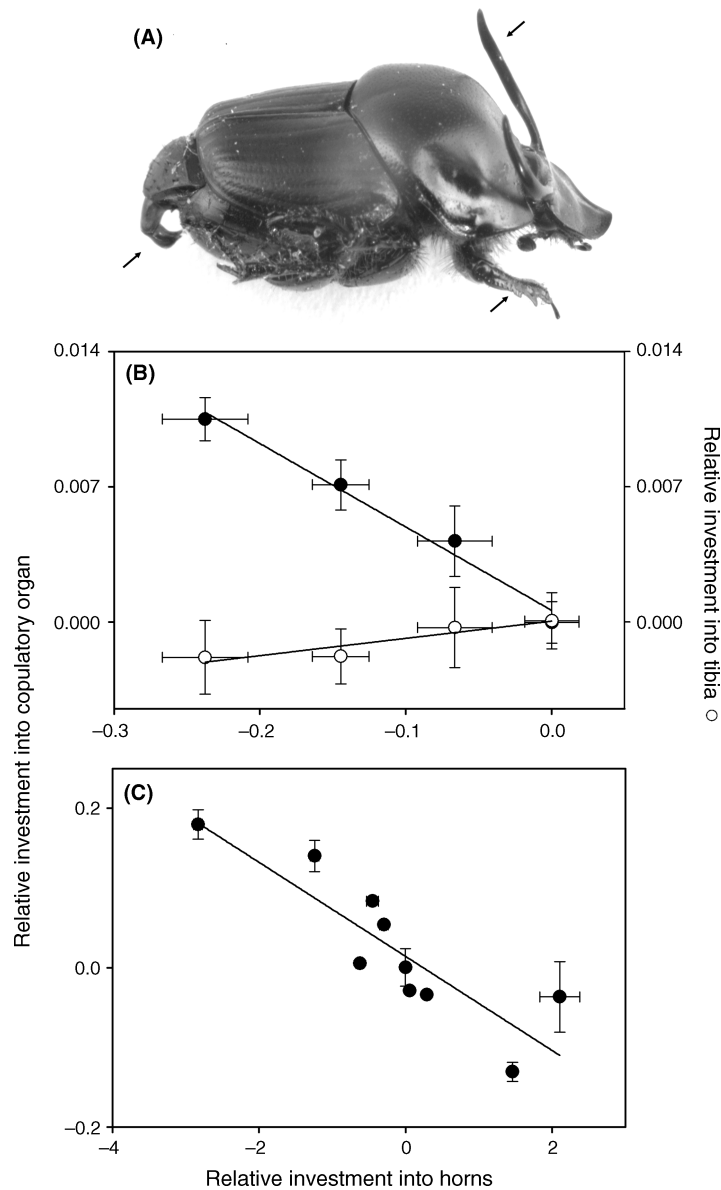 (A)
0.014
0.007
0.000
(B)
0.014
0.007
0.000
–0.3
–0.2
–0.1
0.0
Relative investment into copulatory organ
Relative investment into tibia ○
(C)
0.2
0.0
–0.2
–4
–2
0
2
Relative investment into horns